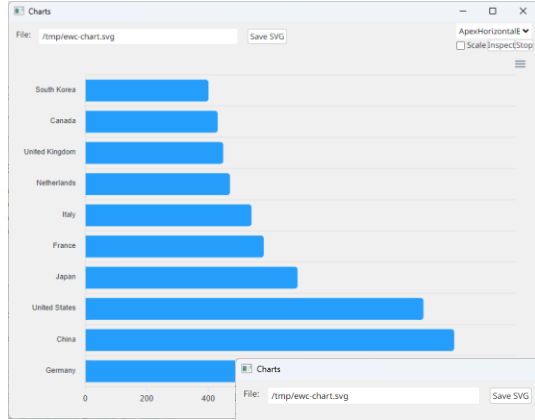 Charts
File: /tmp/ewc-chart.svg Save SVG ApexHorizontalE
Scale Inspect Stop
South Korea
Canada
United Kingdom
Netherlands
Italy
France
Japan
United States
China
Germany
0 200 400
Charts
File: /tmp/ewc-chart.svg Save SVG